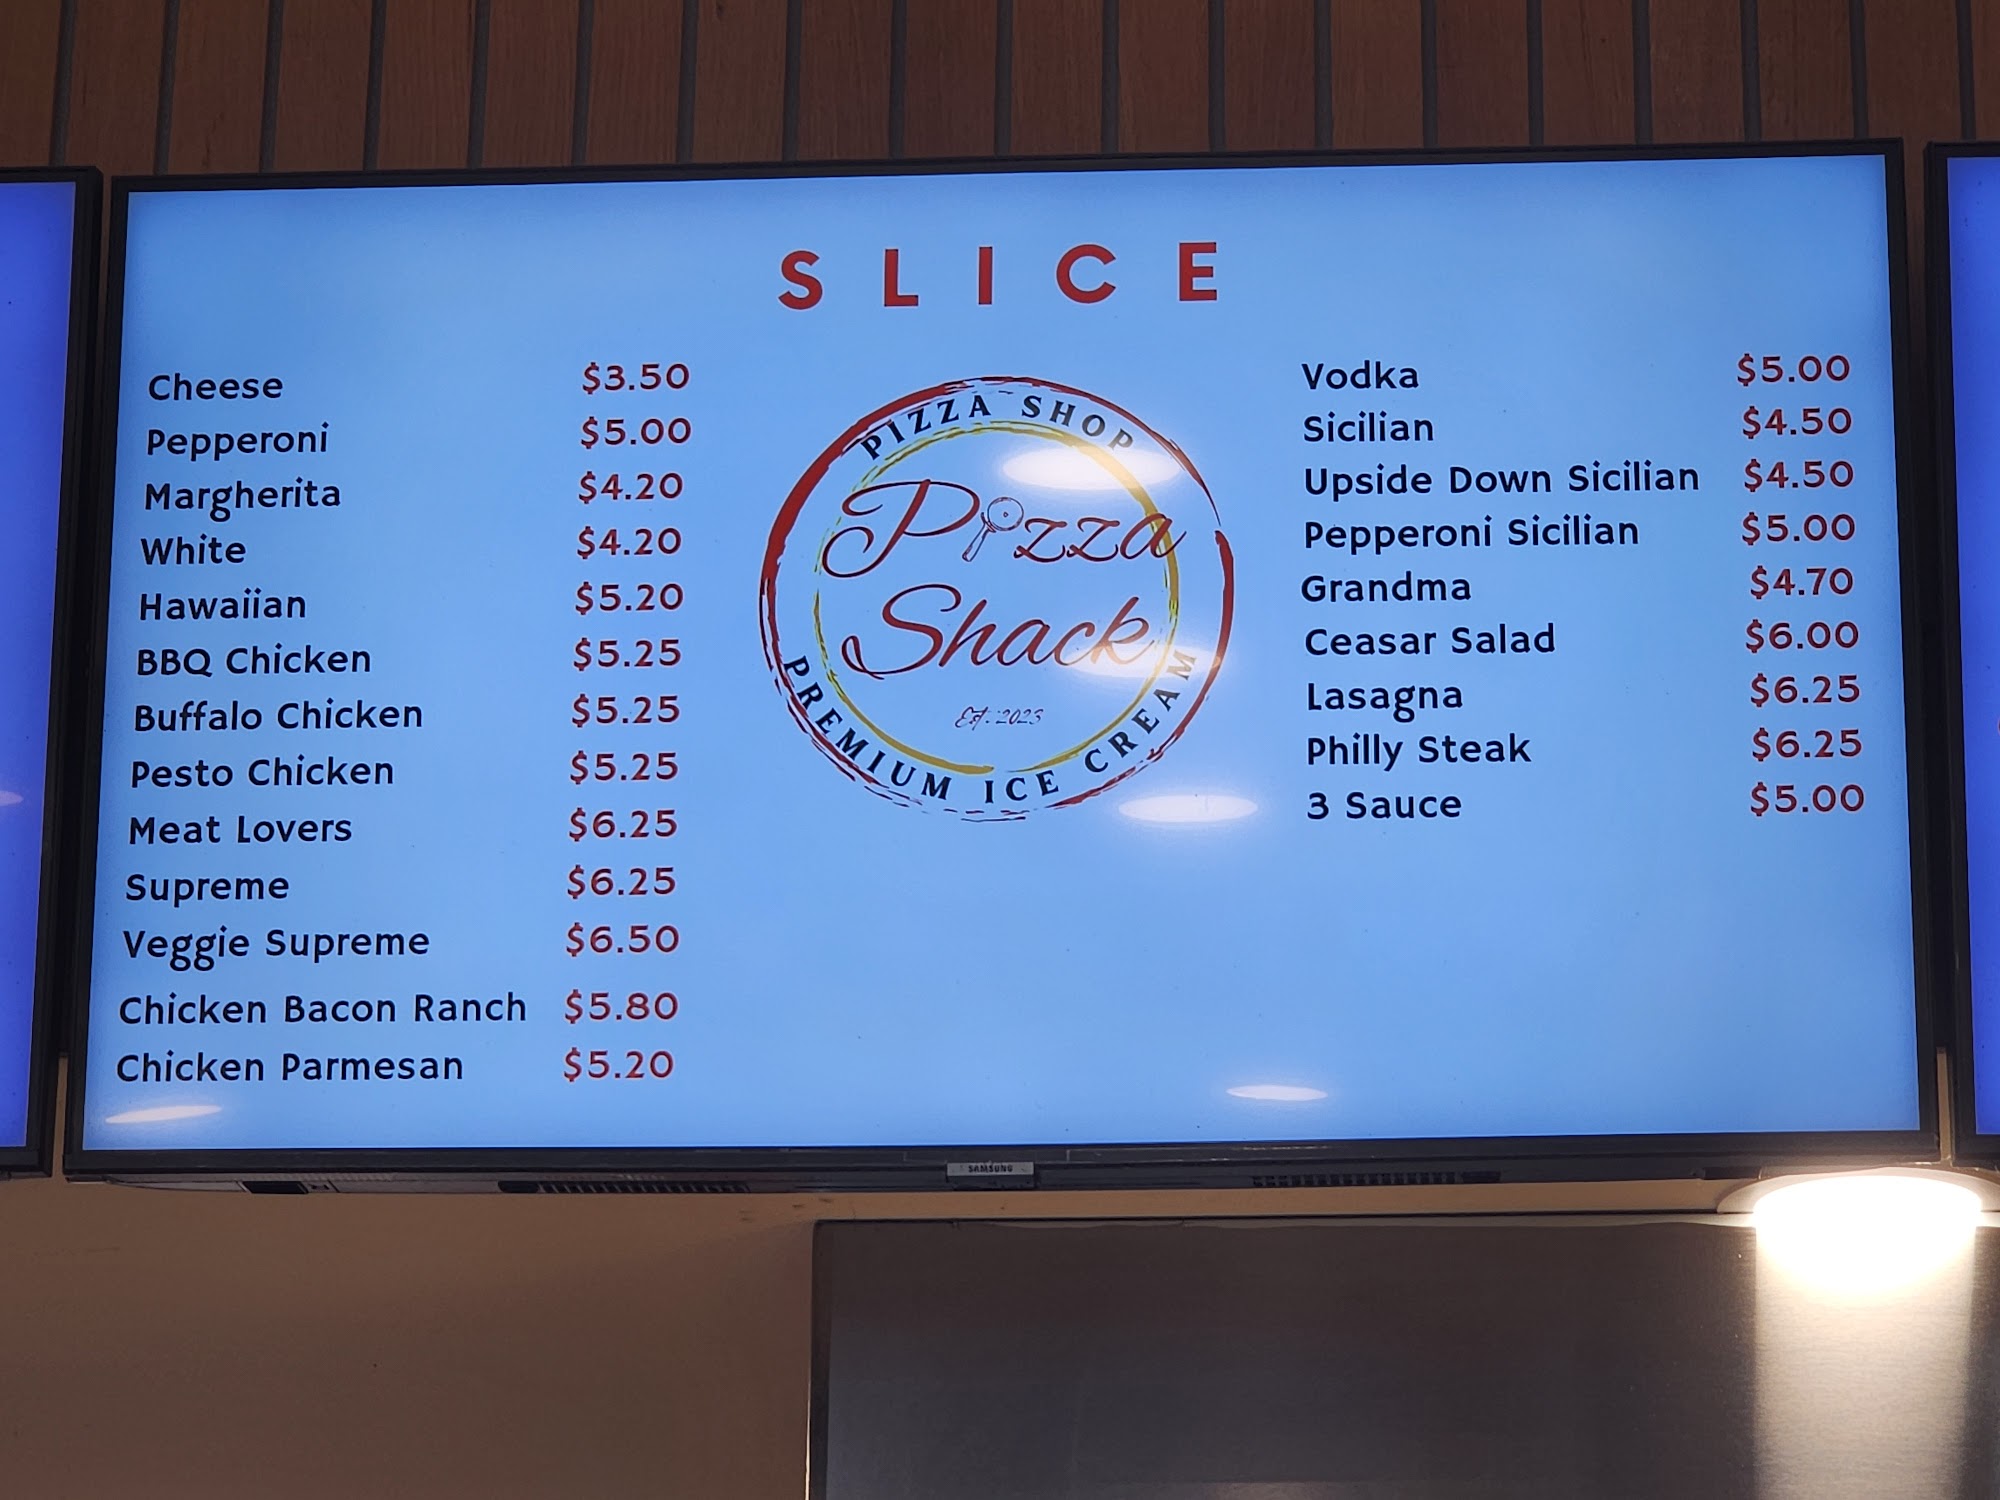 SLICE
Cheese $3.50
Pepperoni $5.00
Margherita $4.20
White $4.20
Hawaiian $5.20
BBQ Chicken $5.25
Buffalo Chicken $5.25
Pesto Chicken $5.25
Meat Lovers $6.25
Supreme $6.25
Veggie Supreme $6.50
Chicken Bacon Ranch $5.80
Chicken Parmesan $5.20
PIZZA SHOP
Pizza
Shack
Est. 2023
PREMIUM ICE CREAM
Vodka $5.00
Sicilian $4.50
Upside Down Sicilian $4.50
Pepperoni Sicilian $5.00
Grandma $4.70
Ceasar Salad $6.00
Lasagna $6.25
Philly Steak $6.25
3 Sauce $5.00
SAMSUNG